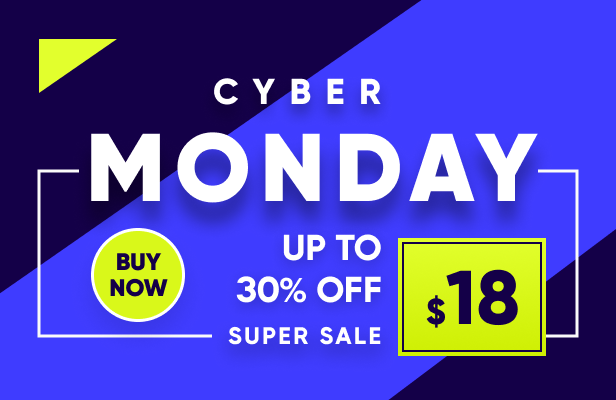 CYBER
MONDAY
BUY
NOW
UP TO
30% OFF
SUPER SALE
$18